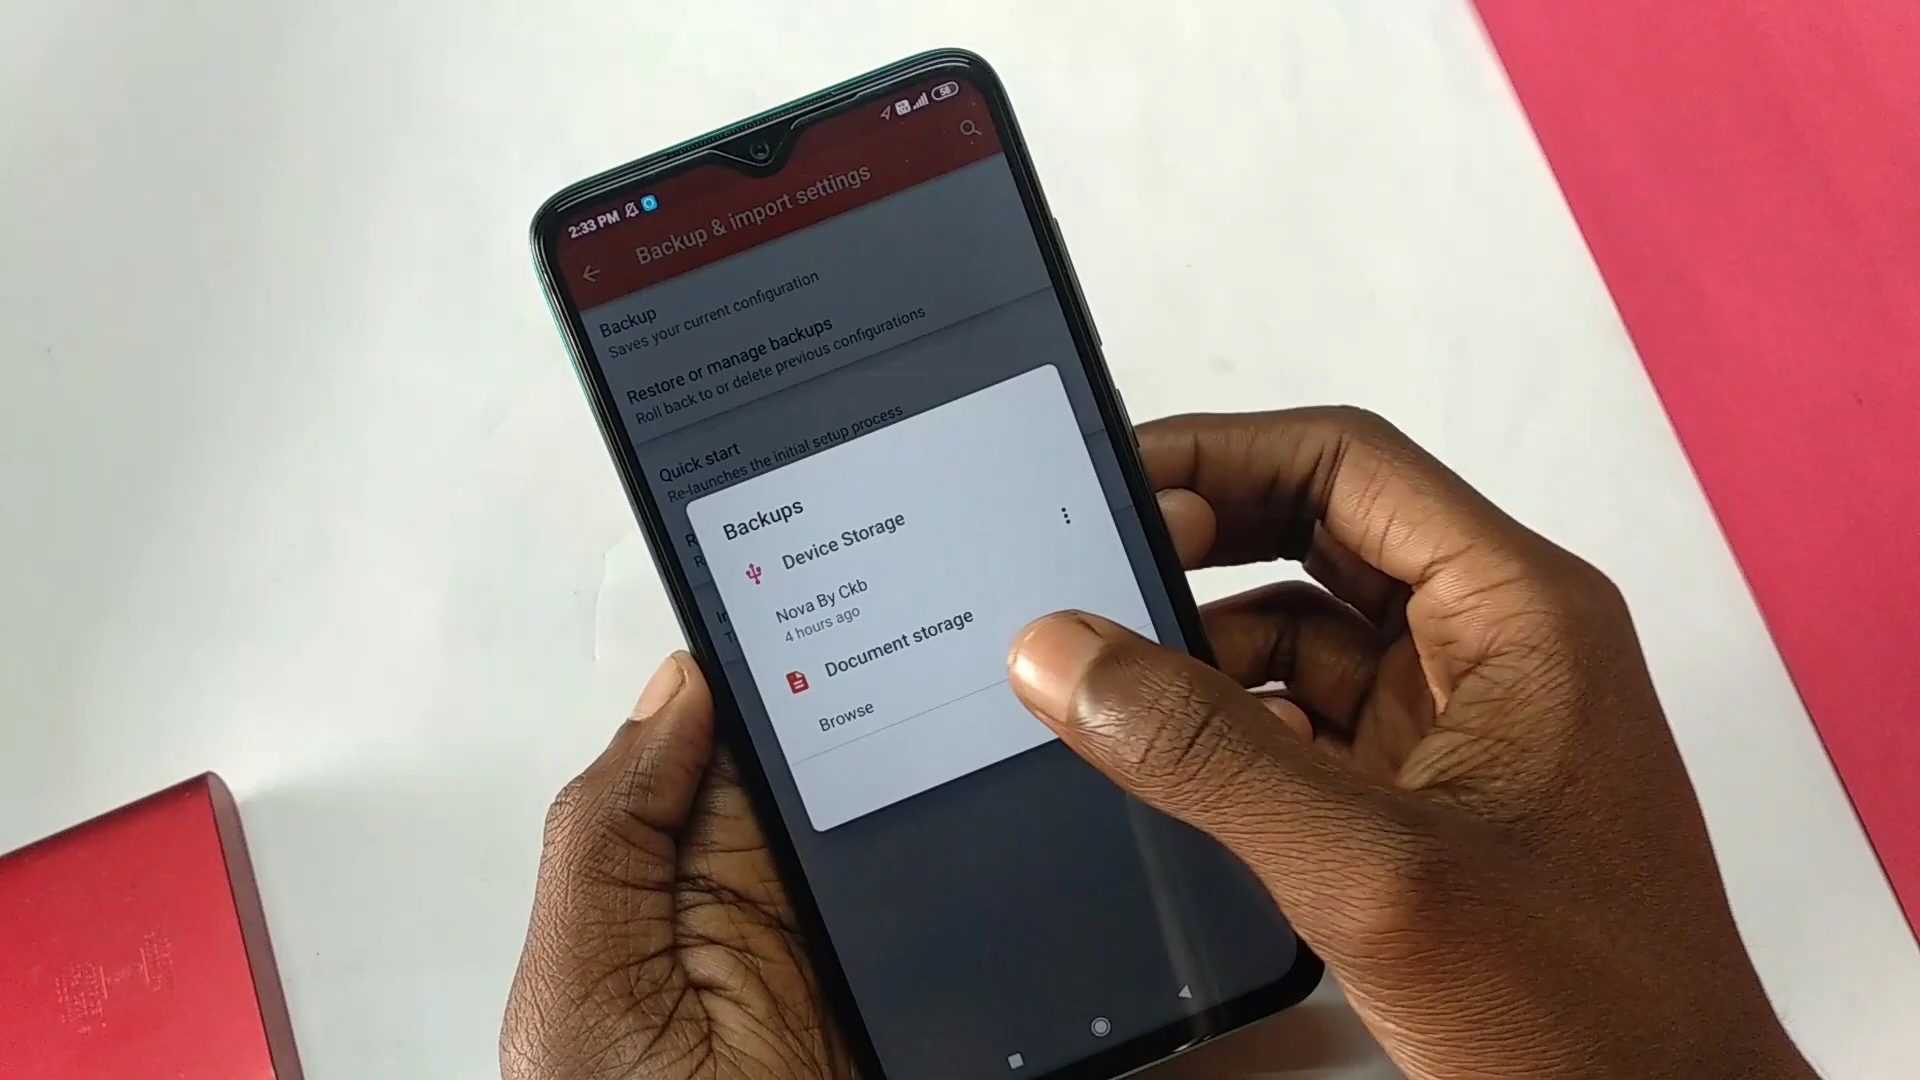 2:33 PM
58
Backup & import settings
Backup
Saves your current configuration
Restore or manage backups
Roll back to or delete previous configurations
Quick start
Re-launches the initial setup process
R
R
Backups
Device Storage
Nova By Ckb
4 hours ago
Document storage
Browse